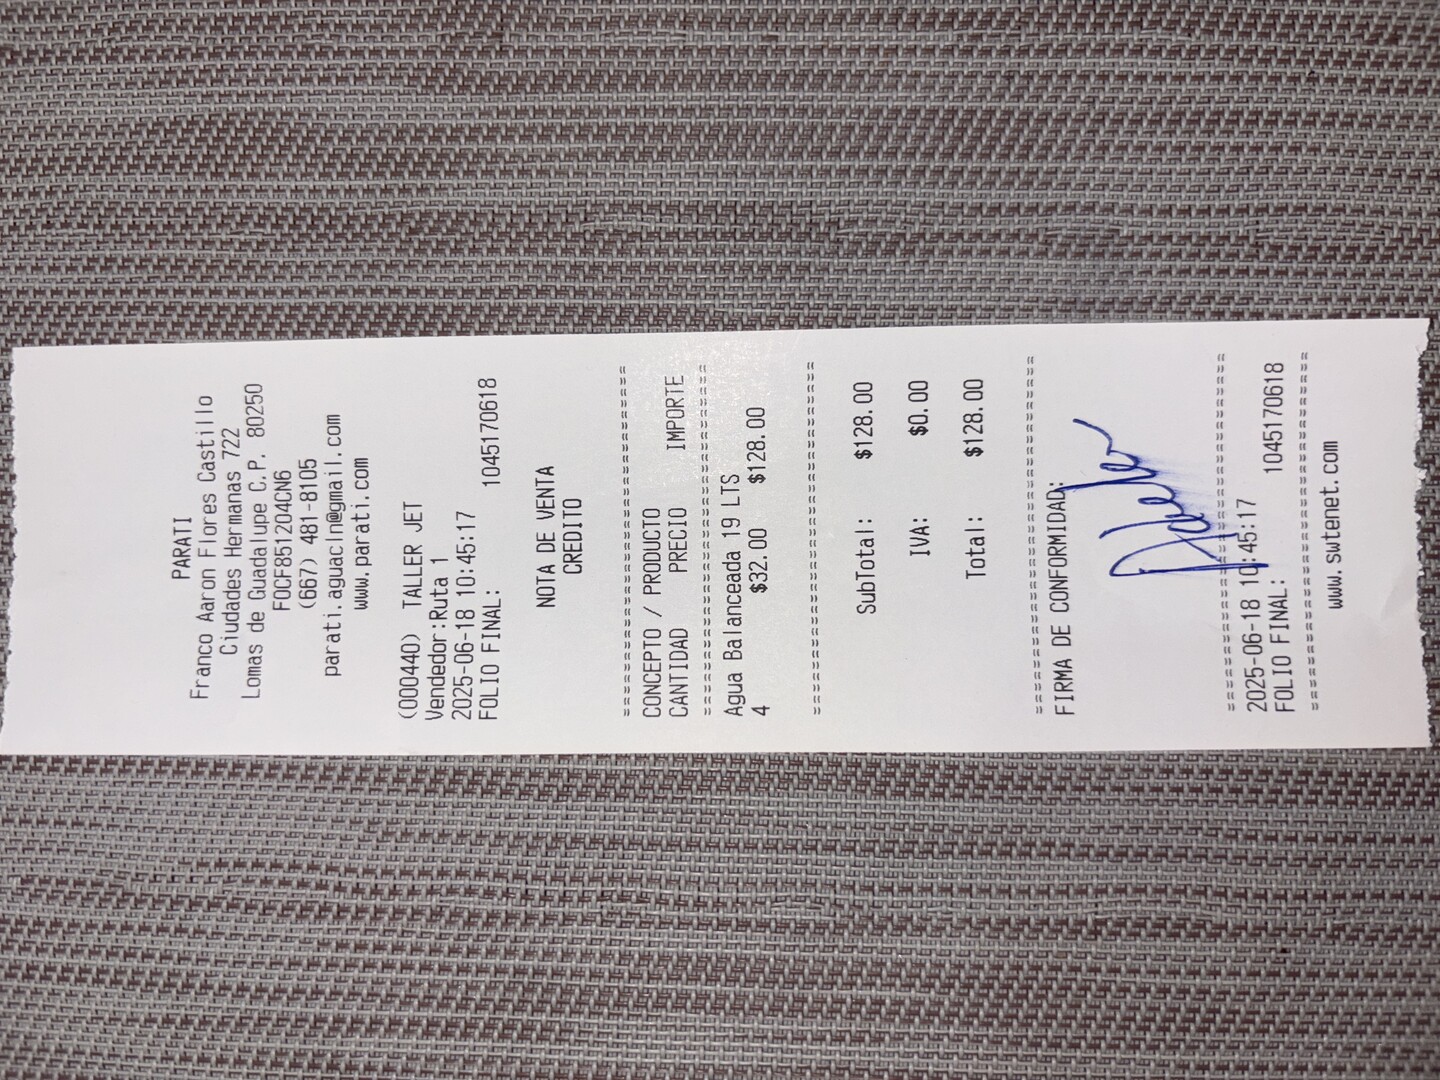 PARATI
Franco Aaron Flores Castillo
Ciudades Hermanas 722
Lomas de Guadalupe C.P. 80250
FOCF851204CN6
(667) 481-8105
parati.aguacln@gmail.com
www.parati.com
(000440) TALLER JET
Vendedor:Ruta 1
2025-06-18 10:45:17
FOLIO FINAL: 1045170618
NOTA DE VENTA
CREDITO
==============================
CONCEPTO / PRODUCTO
CANTIDAD PRECIO IMPORTE
==============================
Agua Balanceada 19 LTS
4 $32.00 $128.00
==============================
SubTotal: $128.00
IVA: $0.00
Total: $128.00
==============================
FIRMA DE CONFORMIDAD:
==============================
2025-06-18 10:45:17
FOLIO FINAL: 1045170618
==============================
www.swtenet.com